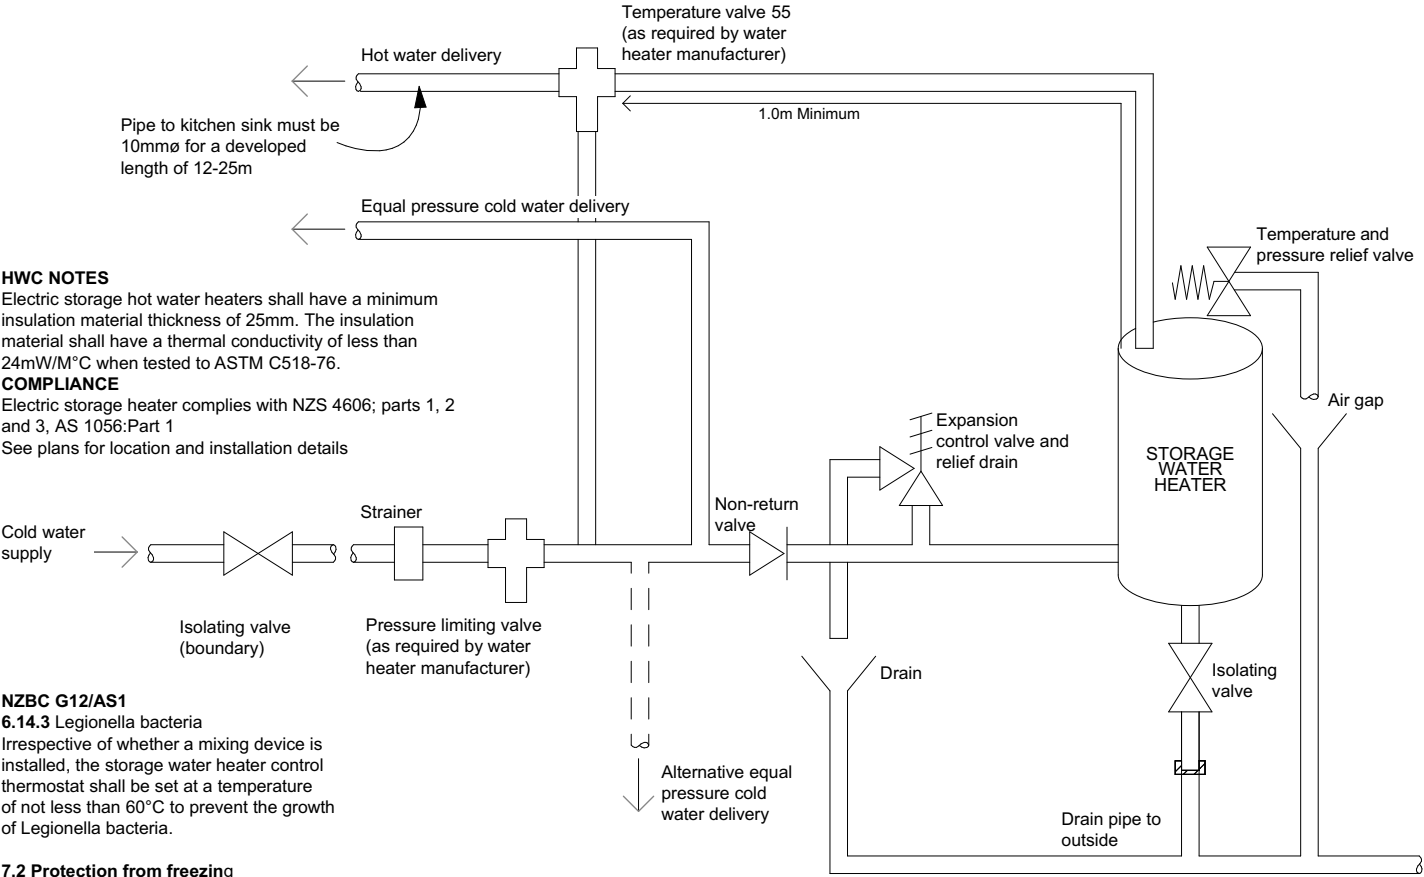 Temperature valve 55
(as required by water
heater manufacturer)
Hot water delivery
1.0m Minimum
Pipe to kitchen sink must be
10mmø for a developed
length of 12-25m
Equal pressure cold water delivery
Temperature and
pressure relief valve
HWC NOTES
Electric storage hot water heaters shall have a minimum
insulation material thickness of 25mm. The insulation
material shall have a thermal conductivity of less than
24mW/M°C when tested to ASTM C518-76.
COMPLIANCE
Electric storage heater complies with NZS 4606; parts 1, 2
and 3, AS 1056:Part 1
See plans for location and installation details
Air gap
Expansion
control valve and
relief drain
STORAGE
WATER
HEATER
Non-return
valve
Strainer
Cold water
supply
Isolating valve
(boundary)
Pressure limiting valve
(as required by water
heater manufacturer)
Drain
Isolating
valve
NZBC G12/AS1
6.14.3 Legionella bacteria
Irrespective of whether a mixing device is
installed, the storage water heater control
thermostat shall be set at a temperature
of not less than 60°C to prevent the growth
of Legionella bacteria.
Alternative equal
pressure cold
water delivery
Drain pipe to
outside
7.2 Protection from freezing